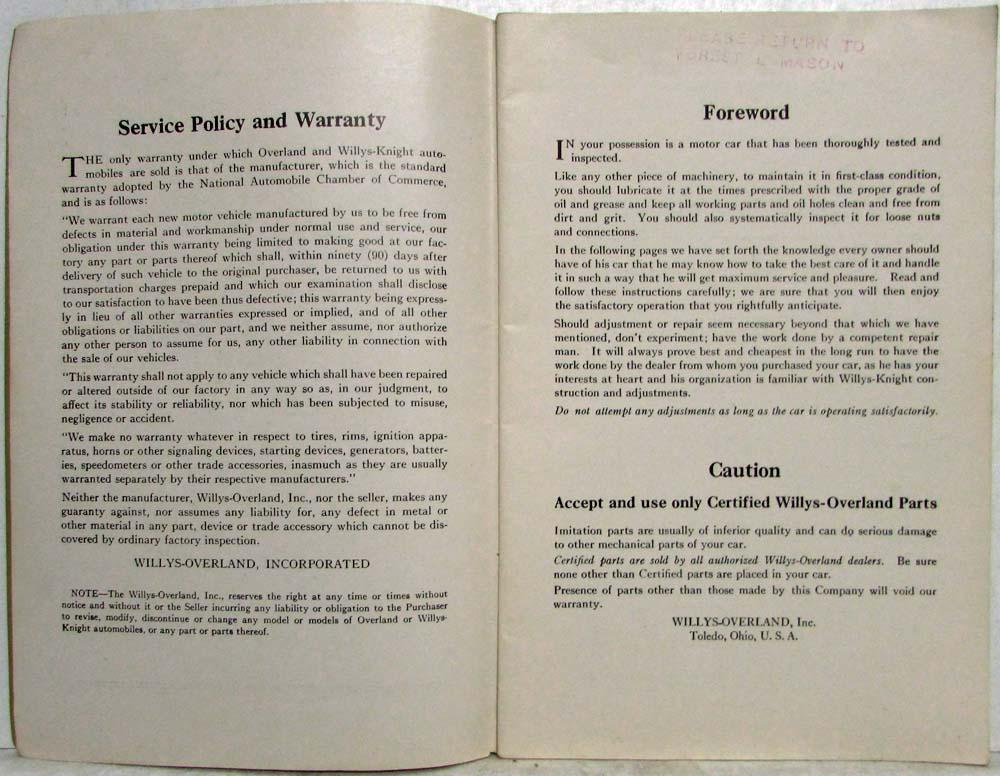 Service Policy and Warranty
THE only warranty under which Overland and Willys-Knight auto-
mobiles are sold is that of the manufacturer, which is the standard
warranty adopted by the National Automobile Chamber of Commerce,
and is as follows:
"We warrant each new motor vehicle manufactured by us to be free from
defects in material and workmanship under normal use and service, our
obligation under this warranty being limited to making good at our fac-
tory any part or parts thereof which shall, within ninety (90) days after
delivery of such vehicle to the original purchaser, be returned to us with
transportation charges prepaid and which our examination shall disclose
to our satisfaction to have been thus defective; this warranty being express-
ly in lieu of all other warranties expressed or implied, and of all other
obligations or liabilities on our part, and we neither assume, nor authorize
any other person to assume for us, any other liability in connection with
the sale of our vehicles.
"This warranty shall not apply to any vehicle which shall have been repaired
or altered outside of our factory in any way so as, in our judgment, to
affect its stability or reliability, nor which has been subjected to misuse,
negligence or accident.
"We make no warranty whatever in respect to tires, rims, ignition appa-
ratus, horns or other signaling devices, starting devices, generators, batter-
ies, speedometers or other trade accessories, inasmuch as they are usually
warranted separately by their respective manufacturers."
Neither the manufacturer, Willys-Overland, Inc., nor the seller, makes any
guaranty against, nor assumes any liability for, any defect in metal or
other material in any part, device or trade accessory which cannot be dis-
covered by ordinary factory inspection.
WILLYS-OVERLAND, INCORPORATED
NOTE—The Willys-Overland, Inc., reserves the right at any time or times without
notice and without it or the Seller incurring any liability or obligation to the Purchaser
to revise, modify, discontinue or change any model or models of Overland or Willys-
Knight automobiles, or any part or parts thereof.
PLEASE RETURN TO
FOREST J. MASON
Foreword
IN your possession is a motor car that has been thoroughly tested and
inspected.
Like any other piece of machinery, to maintain it in first-class condition,
you should lubricate it at the times prescribed with the proper grade of
oil and grease and keep all working parts and oil holes clean and free from
dirt and grit. You should also systematically inspect it for loose nuts
and connections.
In the following pages we have set forth the knowledge every owner should
have of his car that he may know how to take the best care of it and handle
it in such a way that he will get maximum service and pleasure. Read and
follow these instructions carefully; we are sure that you will then enjoy
the satisfactory operation that you rightfully anticipate.
Should adjustment or repair seem necessary beyond that which we have
mentioned, don't experiment; have the work done by a competent repair
man. It will always prove best and cheapest in the long run to have the
work done by the dealer from whom you purchased your car, as he has your
interests at heart and his organization is familiar with Willys-Knight con-
struction and adjustments.
Do not attempt any adjustments as long as the car is operating satisfactorily.
Caution
Accept and use only Certified Willys-Overland Parts
Imitation parts are usually of inferior quality and can do serious damage
to other mechanical parts of your car.
Certified parts are sold by all authorized Willys-Overland dealers. Be sure
none other than Certified parts are placed in your car.
Presence of parts other than those made by this Company will void our
warranty.
WILLYS-OVERLAND, Inc.
Toledo, Ohio, U. S. A.